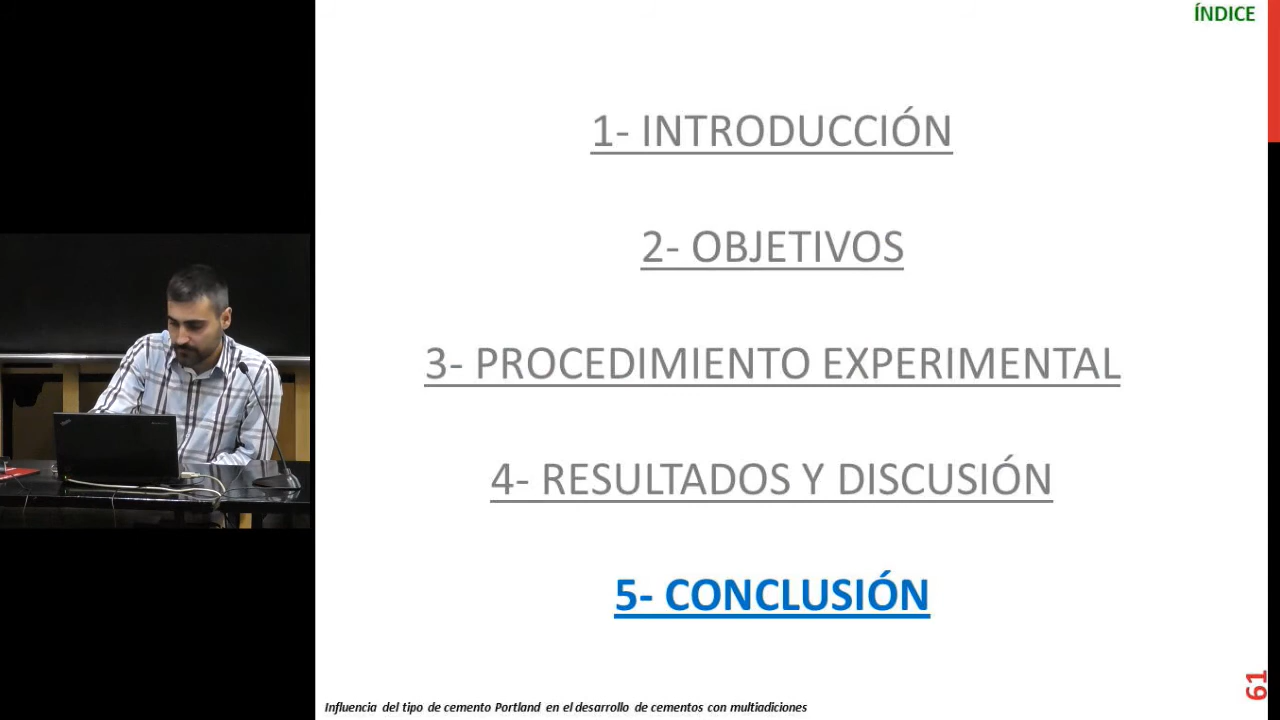 ÍNDICE
1- INTRODUCCIÓN
2- OBJETIVOS
3- PROCEDIMIENTO EXPERIMENTAL
4- RESULTADOS Y DISCUSIÓN
5- CONCLUSIÓN
61
Influencia del tipo de cemento Portland en el desarrollo de cementos con multiadiciones